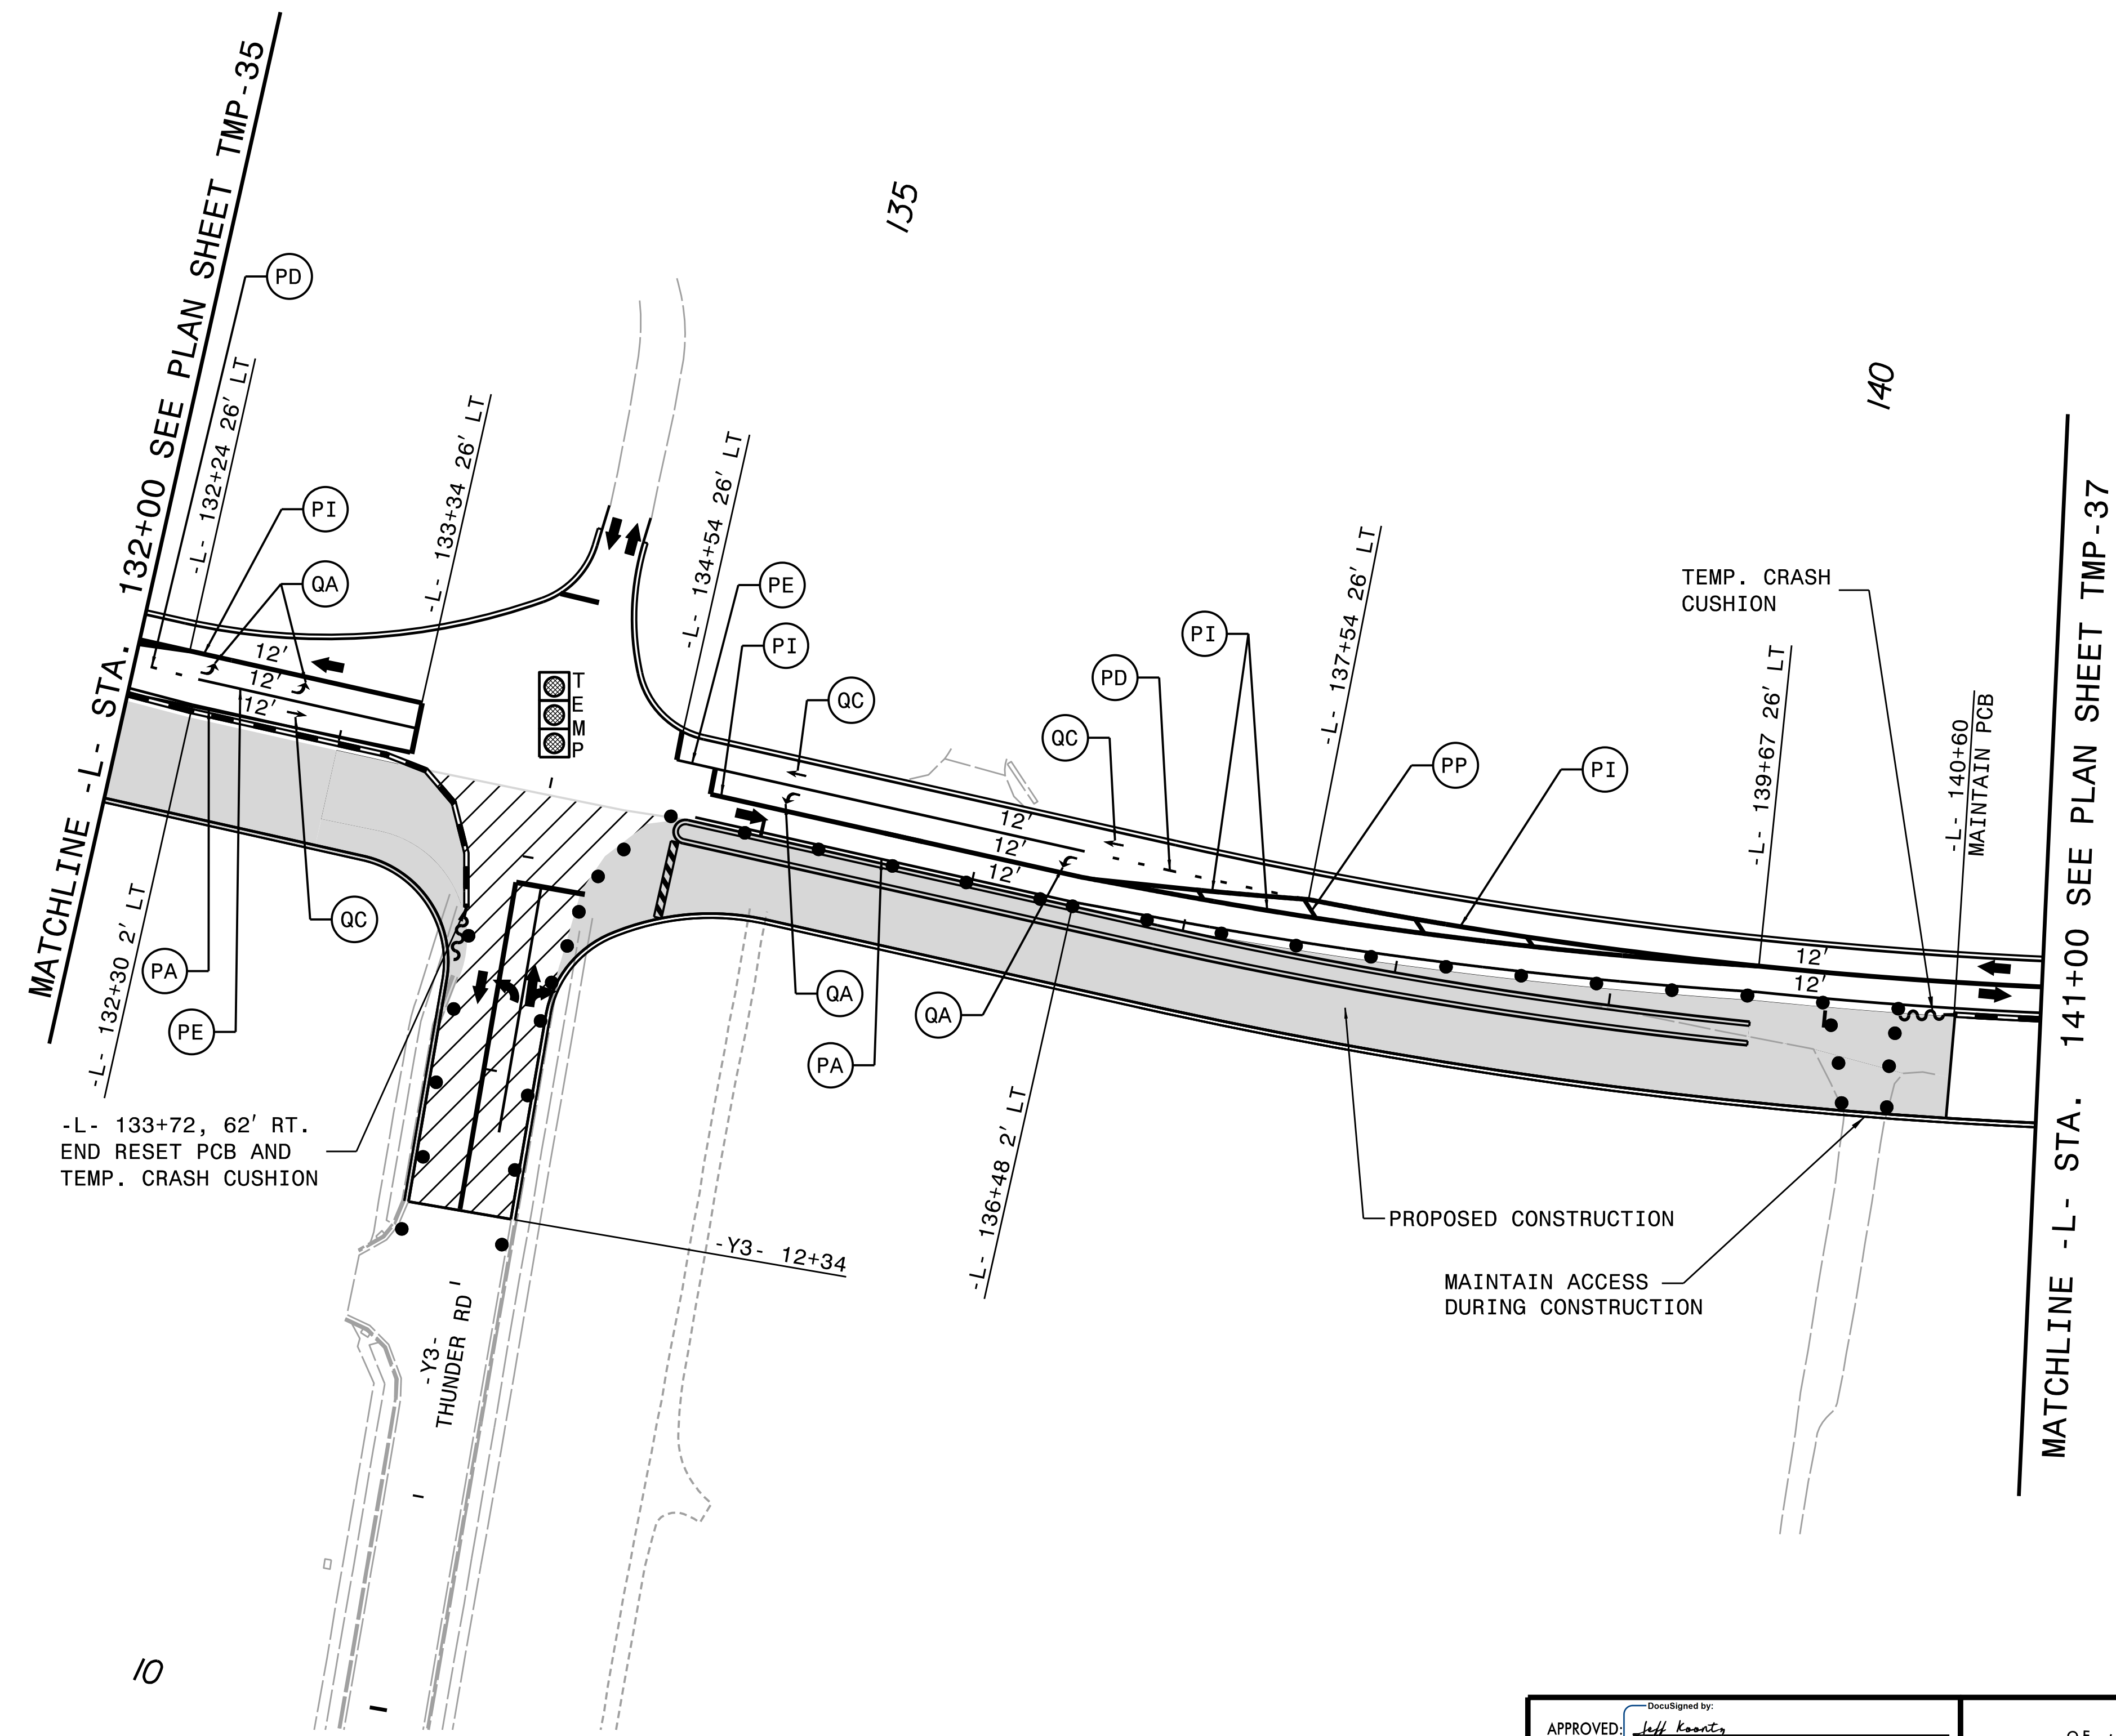 MATCHLINE -L- STA. 132+00 SEE PLAN SHEET TMP-35
135
140
PD
-L- 132+24 26' LT
PI
QA
-L- 133+34 26' LT
-L- 134+54 26' LT
PE
PI
QC
PD
QC
PI
-L- 137+54 26' LT
PP
PI
TEMP. CRASH
CUSHION
-L- 139+67 26' LT
-L- 140+60
MAINTAIN PCB
MATCHLINE -L- STA. 141+00 SEE PLAN SHEET TMP-37
12'
12'
12'
TEMP
12'
12'
12'
12'
12'
-L- 132+30 2' LT
PA
PE
QC
QA
QA
PA
-L- 136+48 2' LT
-L- 133+72, 62' RT.
END RESET PCB AND
TEMP. CRASH CUSHION
-Y3- 12+34
PROPOSED CONSTRUCTION
MAINTAIN ACCESS
DURING CONSTRUCTION
-Y3-
THUNDER RD
10
DocuSigned by:
APPROVED: Jeff Koontz